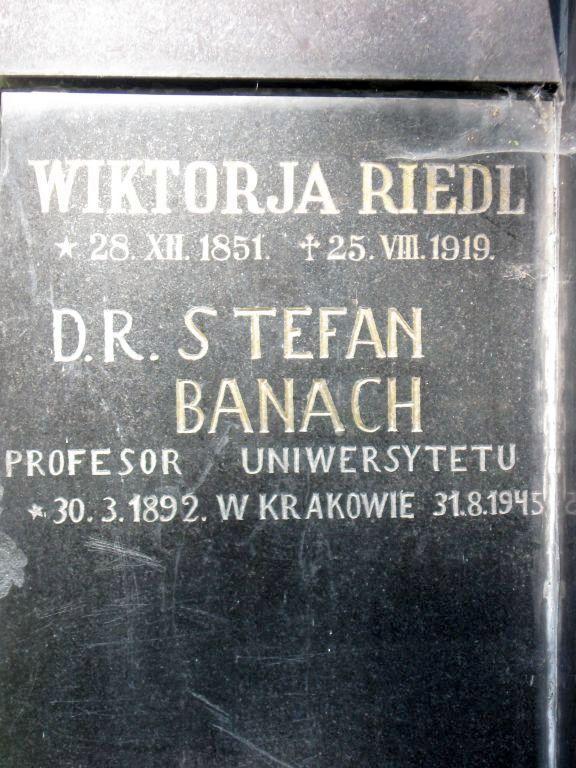 WIKTORJA RIEDL
★ 28. XII. 1851. ✝ 25. VIII. 1919.
D.R. STEFAN
BANACH
PROFESOR UNIWERSYTETU
★ 30. 3. 1892. W KRAKOWIE 31.8.1945